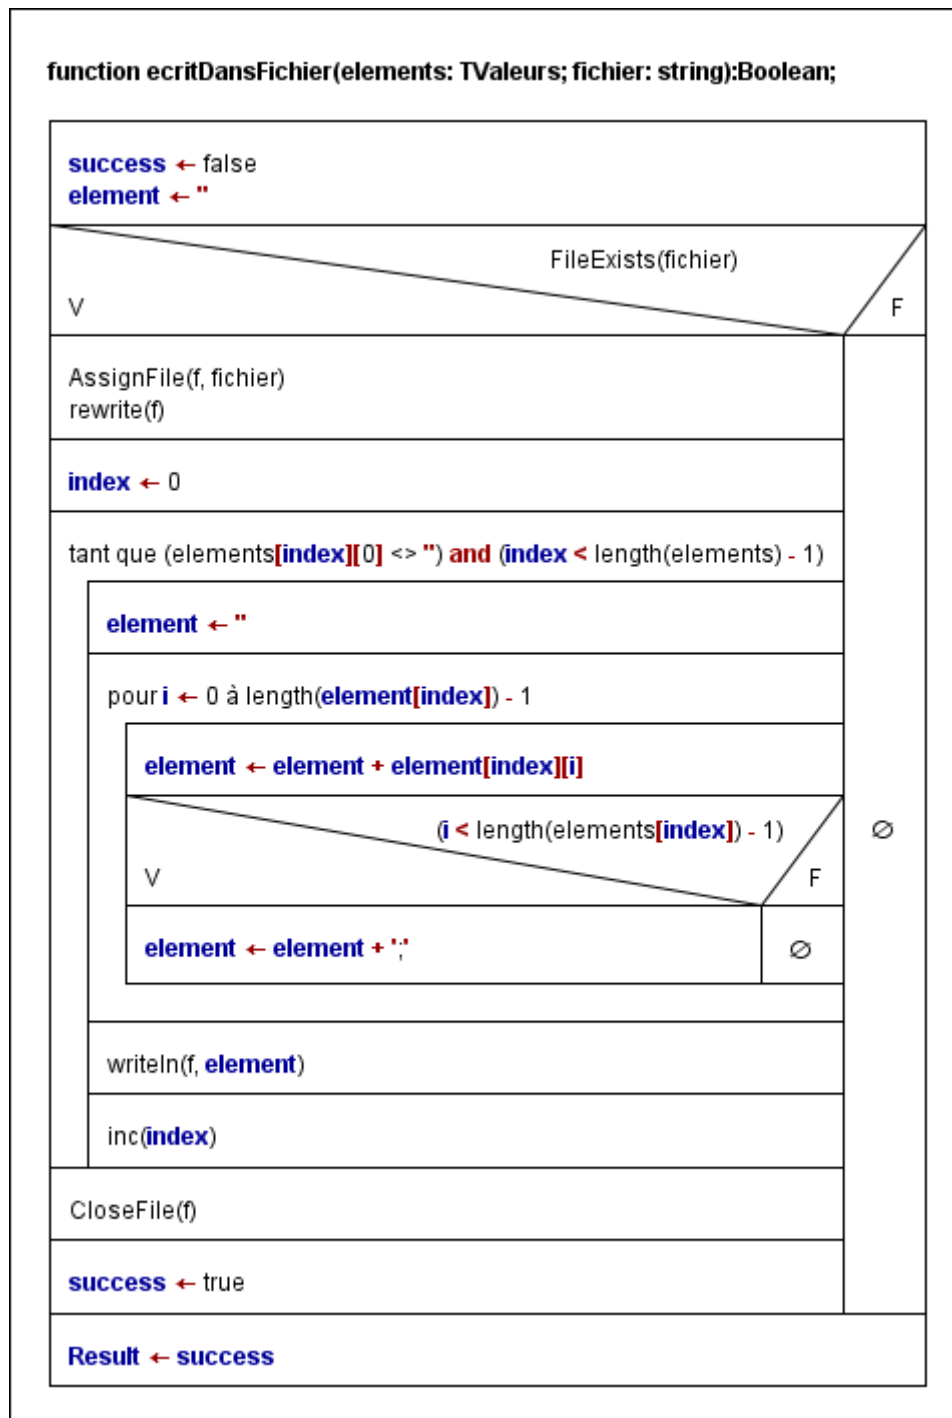 function ecritDansFichier(elements: TValeurs; fichier: string):Boolean;
success ← false
element ← ''
FileExists(fichier)
V
F
AssignFile(f, fichier)
rewrite(f)
index ← 0
tant que (elements[index][0] <> '') and (index < length(elements) - 1)
element ← ''
pour i ← 0 à length(element[index]) - 1
element ← element + element[index][i]
(i < length(elements[index]) - 1)
V
F
element ← element + ';'
∅
∅
writeln(f, element)
inc(index)
CloseFile(f)
success ← true
Result ← success